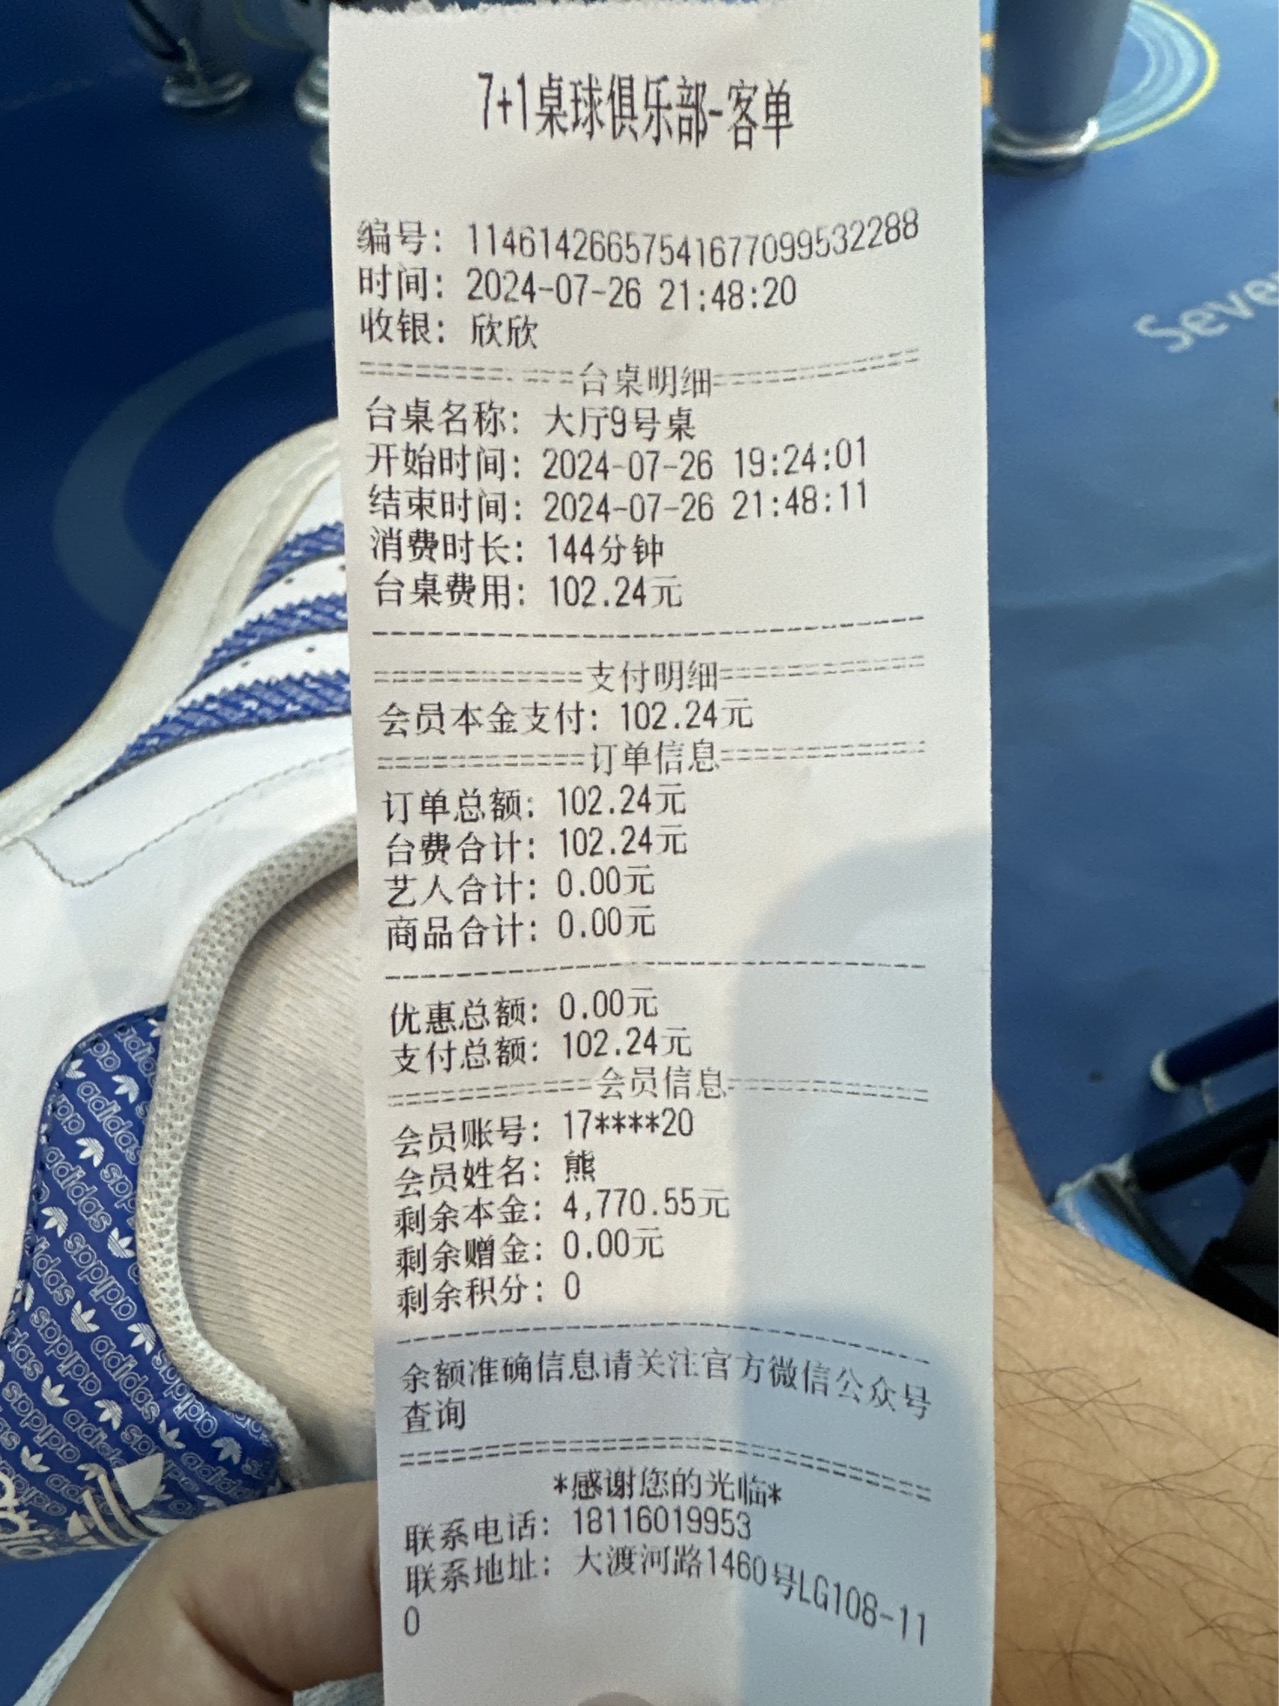 7+1桌球俱乐部-客单
编号: 1146142665754167709953 2288
时间: 2024-07-26 21:48:20
收银: 欣欣
============台桌明细============
台桌名称: 大厅9号桌
开始时间: 2024-07-26 19:24:01
结束时间: 2024-07-26 21:48:11
消费时长: 144分钟
台桌费用: 102.24元
============支付明细============
会员本金支付: 102.24元
============订单信息============
订单总额: 102.24元
台费合计: 102.24元
艺人合计: 0.00元
商品合计: 0.00元
优惠总额: 0.00元
支付总额: 102.24元
============会员信息============
会员账号: 17****20
会员姓名: 熊
剩余本金: 4,770.55元
剩余赠金: 0.00元
剩余积分: 0
余额准确信息请关注官方微信公众号
查询
*感谢您的光临*
联系电话: 18116019953
联系地址: 大渡河路1460号LG108-11
0
Seve
adidas